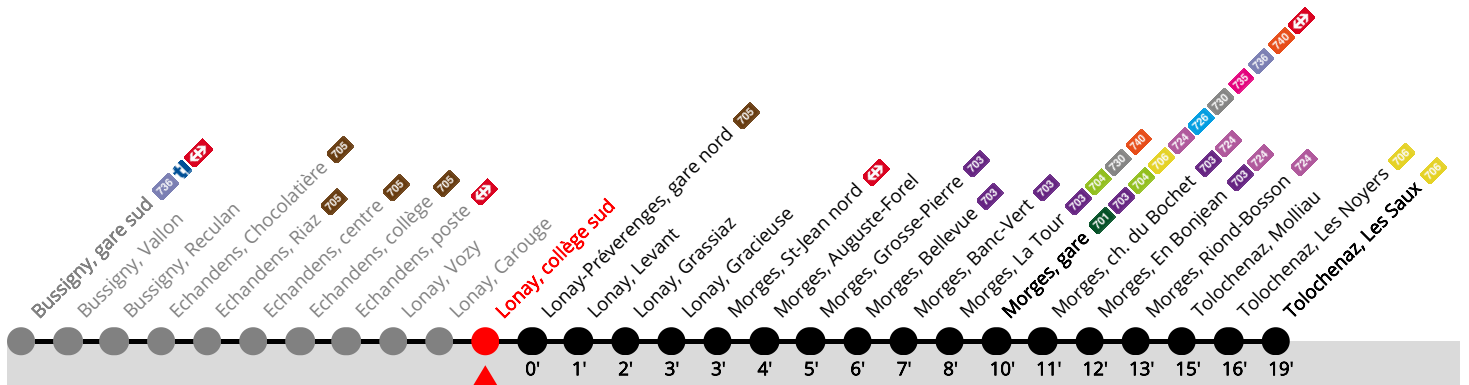 Bussigny, gare sud 736 tl
Bussigny, Vallon
Bussigny, Reculan
Echandens, Chocolatière 705
Echandens, Riaz 705
Echandens, centre 705
Echandens, collège 705
Echandens, poste
Lonay, Vozy
Lonay, Carouge
Lonay, collège sud
Lonay-Préverenges, gare nord 705
Lonay, Levant
Lonay, Grassiaz
Lonay, Gracieuse
Morges, St-Jean nord
Morges, Auguste-Forel
Morges, Grosse-Pierre 703
Morges, Bellevue 703
Morges, Banc-Vert 703
Morges, La Tour 703 704 730 740
Morges, gare 701 703 704 706 724 726 730 735 736 740
Morges, ch. du Bochet 703 724
Morges, En Bonjean 703 724
Morges, Riond-Bosson 724
Tolochenaz, Molliau
Tolochenaz, Les Noyers 706
Tolochenaz, Les Saux 706
0' 1' 2' 3' 3' 4' 5' 6' 7' 8' 10' 11' 12' 13' 15' 16' 19'